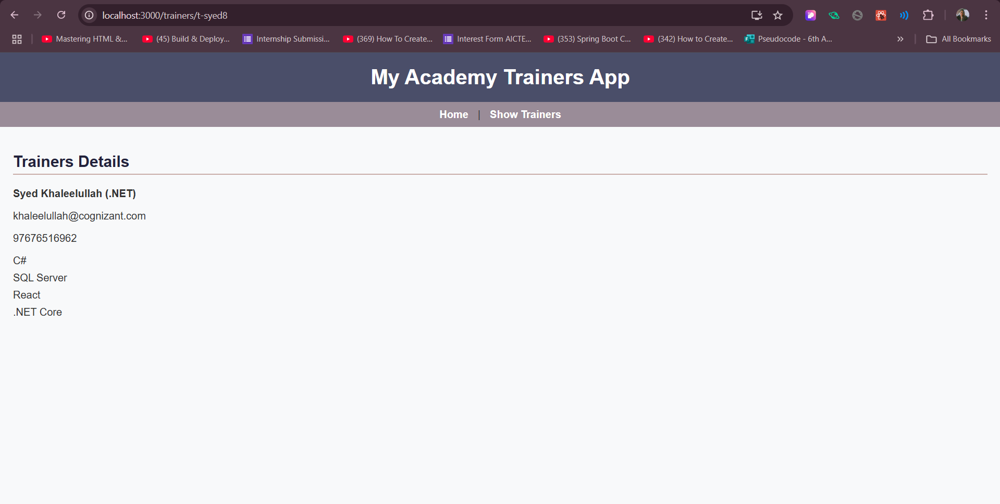 localhost:3000/trainers/t-syed8
Mastering HTML &... (45) Build & Deploy... Internship Submissi... (369) How To Create... Interest Form AICTE... (353) Spring Boot C... (342) How to Create... Pseudocode - 6th A... » All Bookmarks
My Academy Trainers App
Home | Show Trainers
Trainers Details
Syed Khaleelullah (.NET)
khaleelullah@cognizant.com
97676516962
C#
SQL Server
React
.NET Core